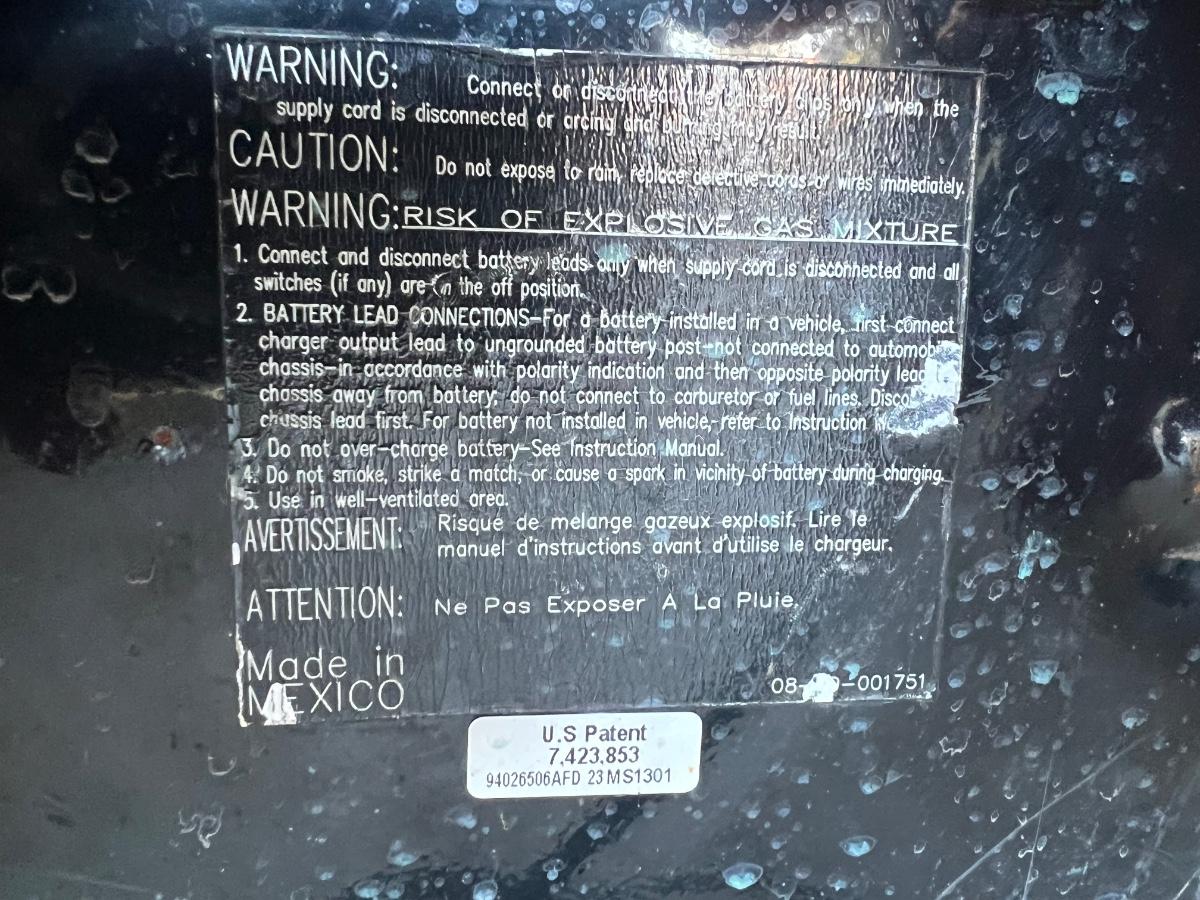 WARNING: Connect or disconnect the battery clips only when the
supply cord is disconnected or arcing and burning may result.
CAUTION: Do not expose to rain, replace defective cords or wires immediately.
WARNING: RISK OF EXPLOSIVE GAS MIXTURE
1. Connect and disconnect battery leads only when supply cord is disconnected and all
switches (if any) are in the off position.
2. BATTERY LEAD CONNECTIONS-For a battery installed in a vehicle, first connect
charger output lead to ungrounded battery post-not connected to
chassis-in accordance with polarity indication and then opposite polarity
chassis away from battery; do not connect to carburetor or fuel lines.
chassis lead first. For battery not installed in vehicle,-refer to Instruction
3. Do not over-charge battery-See Instruction Manual.
4. Do not smoke, strike a match, or cause a spark in vicinity of battery during charging.
5. Use in well-ventilated area.
AVERTISSEMENT: Risque de melange gazeux explosif. Lire le
manuel d'instructions avant d'utilise le chargeur.
ATTENTION: Ne Pas Exposer A La Pluie.
Made in
MEXICO
-001751
U.S Patent
7,423,853
94026506AFD 23MS1301